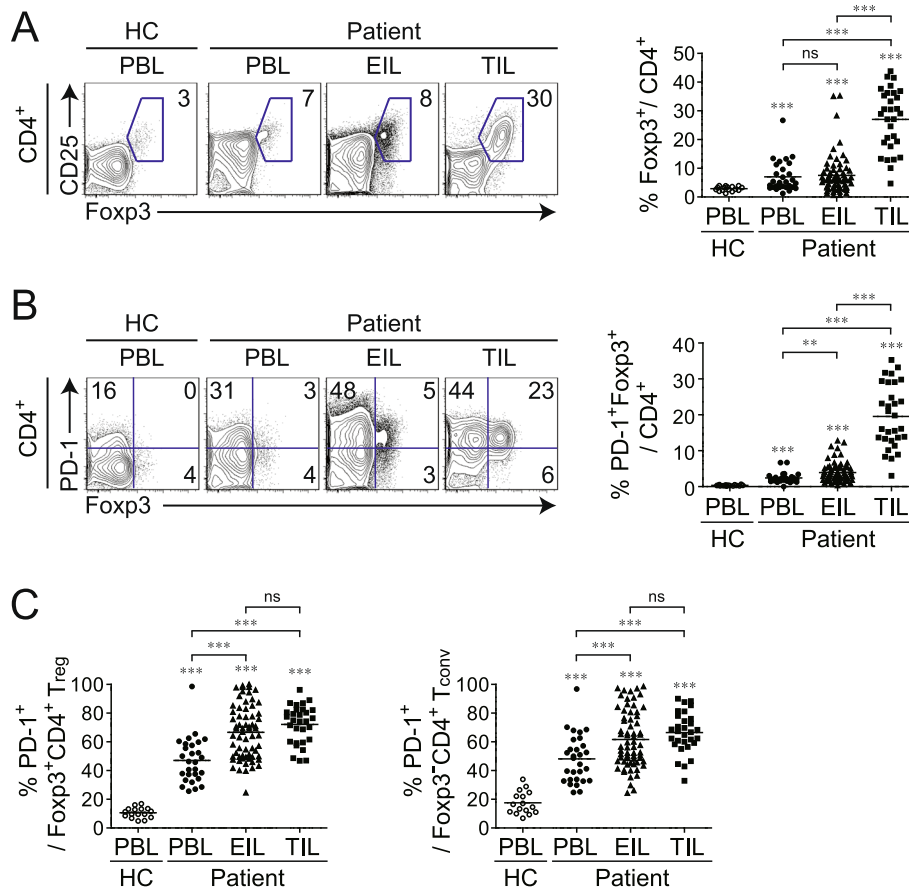 A
HC Patient
PBL PBL EIL TIL
3 7 8 30
CD4⁺
CD25
Foxp3
***
***
ns
*** *** ***
% Foxp3⁺/ CD4⁺
50
40
30
20
10
0
PBL PBL EIL TIL
HC Patient
B
HC Patient
PBL PBL EIL TIL
16 0 31 3 48 5 44 23
4 4 3 6
CD4⁺
PD-1
Foxp3
***
***
**
*** *** ***
% PD-1⁺Foxp3⁺
/ CD4⁺
40
30
20
10
0
PBL PBL EIL TIL
HC Patient
C
ns
***
***
*** *** ***
% PD-1⁺
/ Foxp3⁺CD4⁺ Treg
100
80
60
40
20
0
PBL PBL EIL TIL
HC Patient
ns
***
***
*** *** ***
% PD-1⁺
/ Foxp3⁻CD4⁺ Tconv
100
80
60
40
20
0
PBL PBL EIL TIL
HC Patient